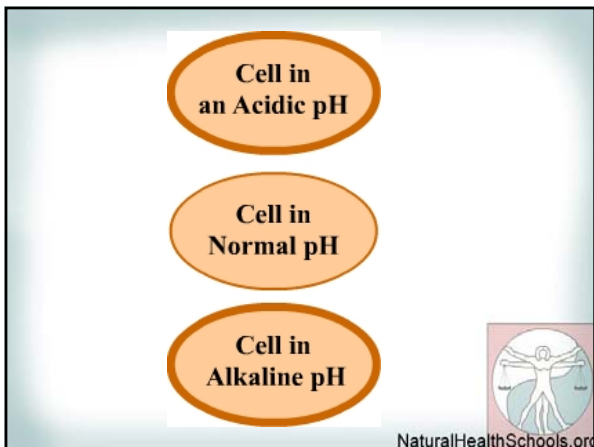 Cell in
an Acidic pH
Cell in
Normal pH
Cell in
Alkaline pH
NaturalHealthSchools.org